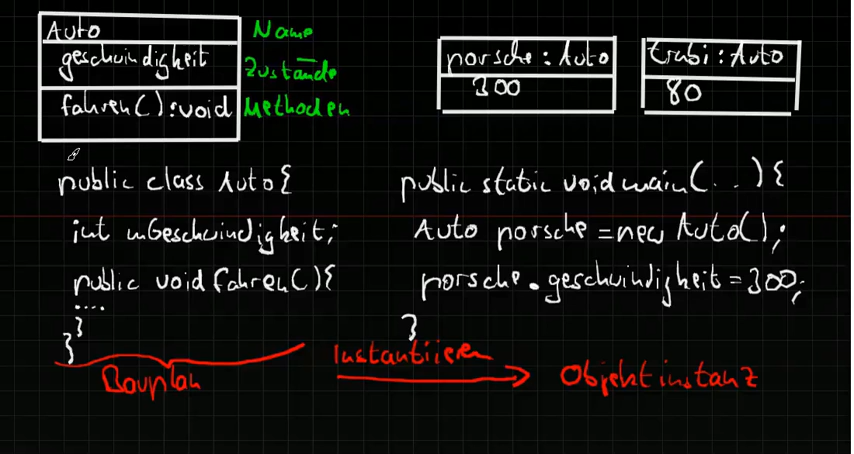 Auto
Name
geschwindigkeit
Zustände
fahren():void
Methoden
porsche: Auto
300
trabi: Auto
80
public class Auto{
int mGeschwindigkeit;
public void fahren(){
....
}
}
public static void main(...){
Auto porsche = new Auto();
porsche.geschwindigkeit = 300;
}
Bauplan
Instantiieren
Objektinstanz